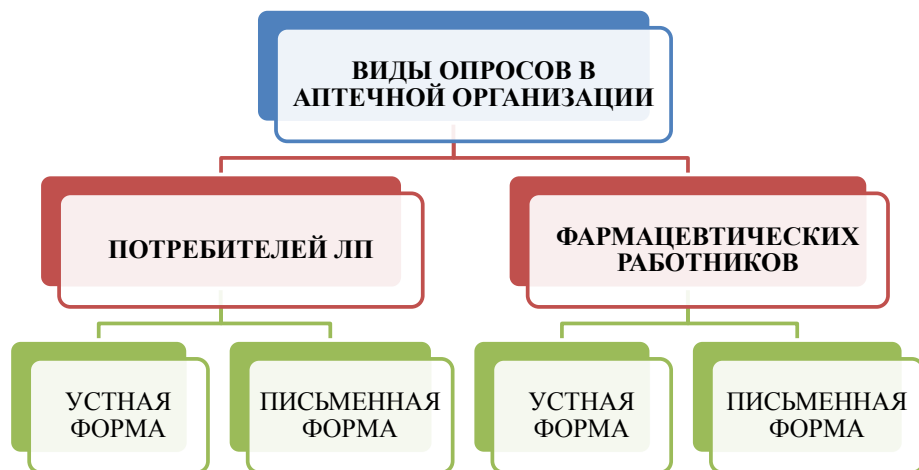 ВИДЫ ОПРОСОВ В
АПТЕЧНОЙ ОРГАНИЗАЦИИ
ПОТРЕБИТЕЛЕЙ ЛП
ФАРМАЦЕВТИЧЕСКИХ
РАБОТНИКОВ
УСТНАЯ
ФОРМА
ПИСЬМЕННАЯ
ФОРМА
УСТНАЯ
ФОРМА
ПИСЬМЕННАЯ
ФОРМА